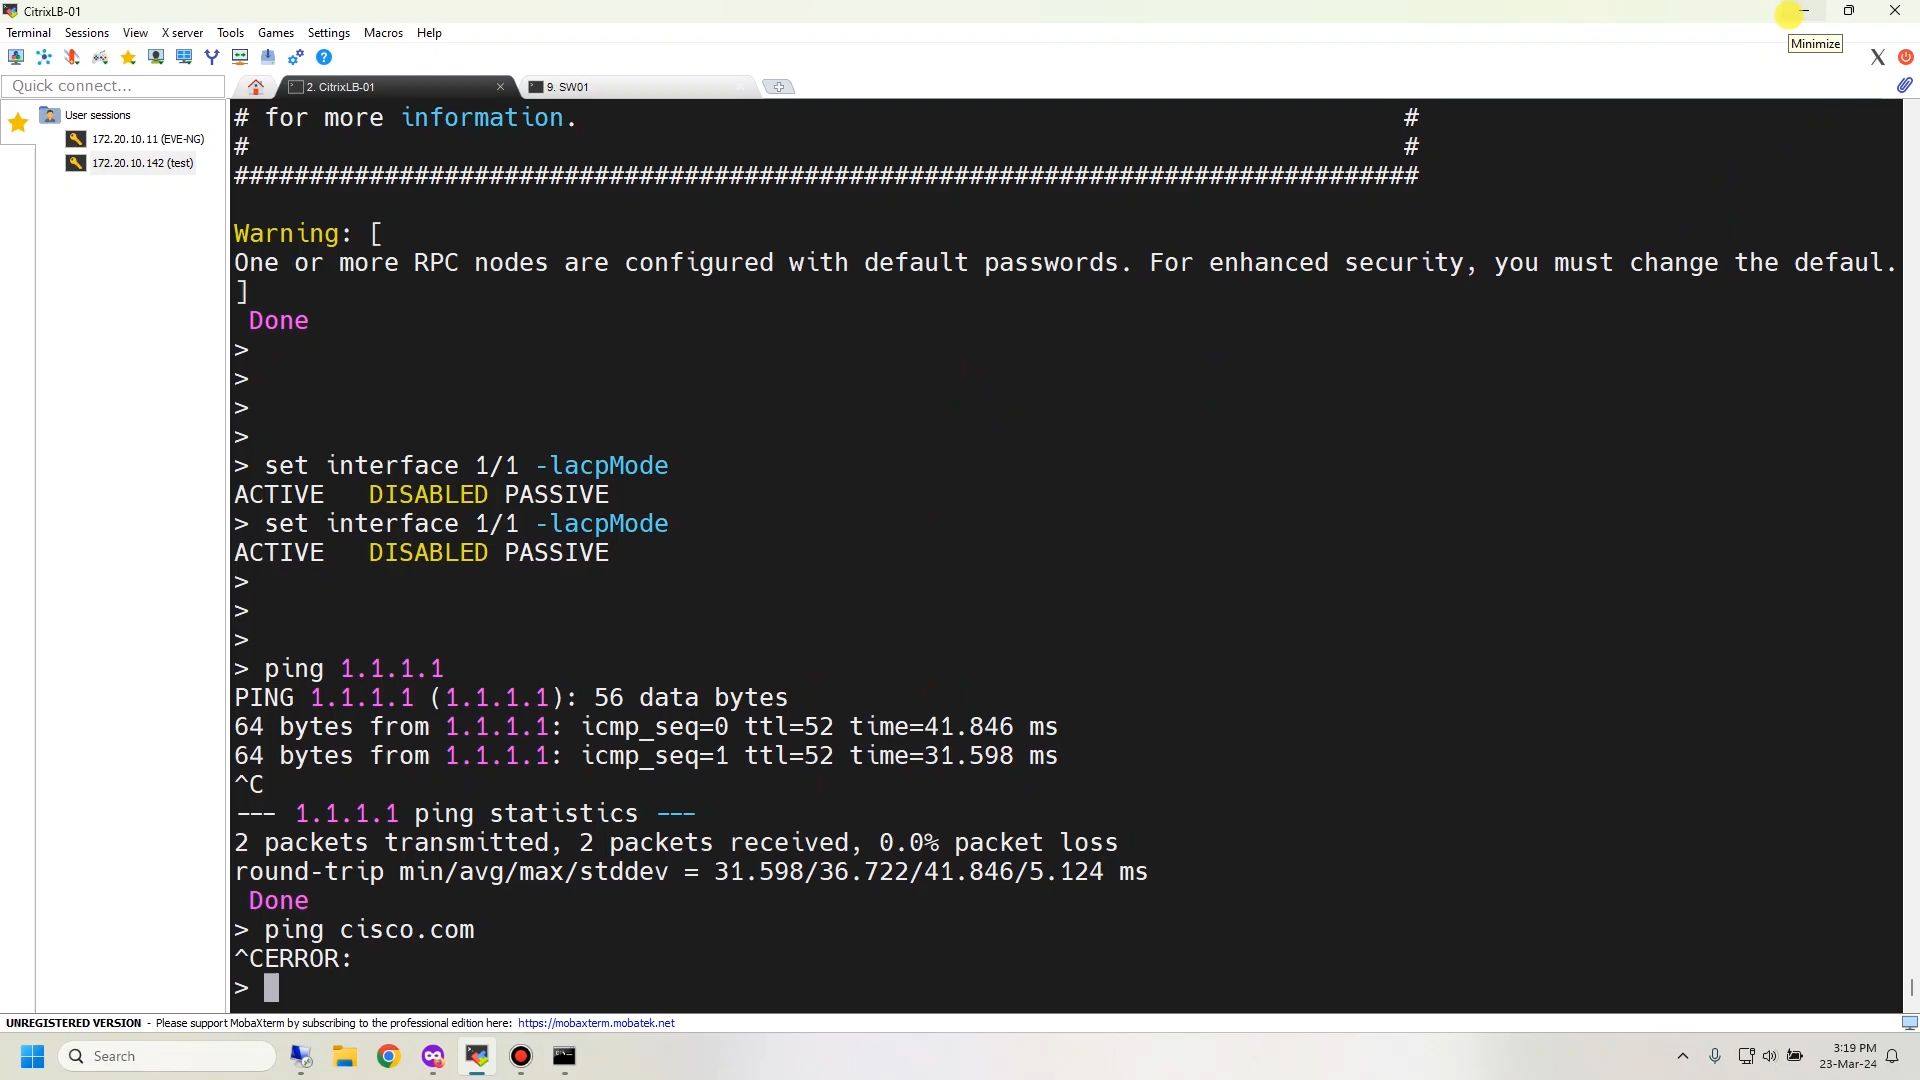 CitrixLB-01
Minimize
Terminal Sessions View X server Tools Games Settings Macros Help
Quick connect...
2. CitrixLB-01
9. SW01
User sessions
172.20.10.11 (EVE-NG)
172.20.10.142 (test)
# for more information. #
# #
###############################################################################
Warning: [
One or more RPC nodes are configured with default passwords. For enhanced security, you must change the defaul.
]
Done
>
>
>
>
> set interface 1/1 -lacpMode
ACTIVE DISABLED PASSIVE
> set interface 1/1 -lacpMode
ACTIVE DISABLED PASSIVE
>
>
>
> ping 1.1.1.1
PING 1.1.1.1 (1.1.1.1): 56 data bytes
64 bytes from 1.1.1.1: icmp_seq=0 ttl=52 time=41.846 ms
64 bytes from 1.1.1.1: icmp_seq=1 ttl=52 time=31.598 ms
^C
--- 1.1.1.1 ping statistics ---
2 packets transmitted, 2 packets received, 0.0% packet loss
round-trip min/avg/max/stddev = 31.598/36.722/41.846/5.124 ms
Done
> ping cisco.com
^CERROR:
>
UNREGISTERED VERSION - Please support MobaXterm by subscribing to the professional edition here: https://mobaxterm.mobatek.net
Search
3:19 PM
23-Mar-24